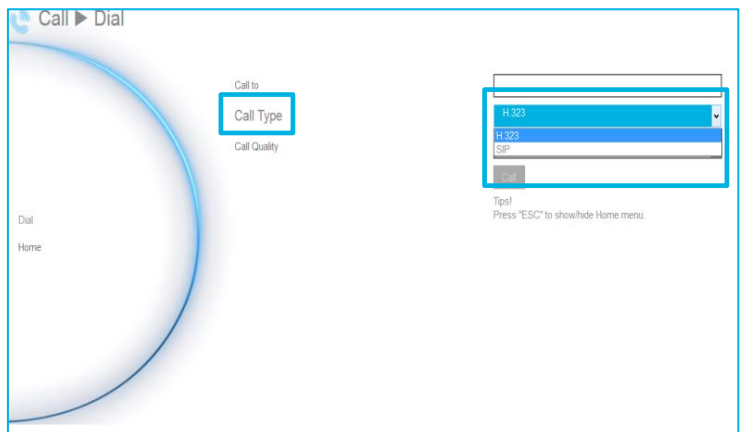 Call ▶ Dial
Call to
Call Type
H.323
H.323
Call Quality
SIP
Call
Tips!
Press "ESC" to show/hide Home menu.
Dial
Home